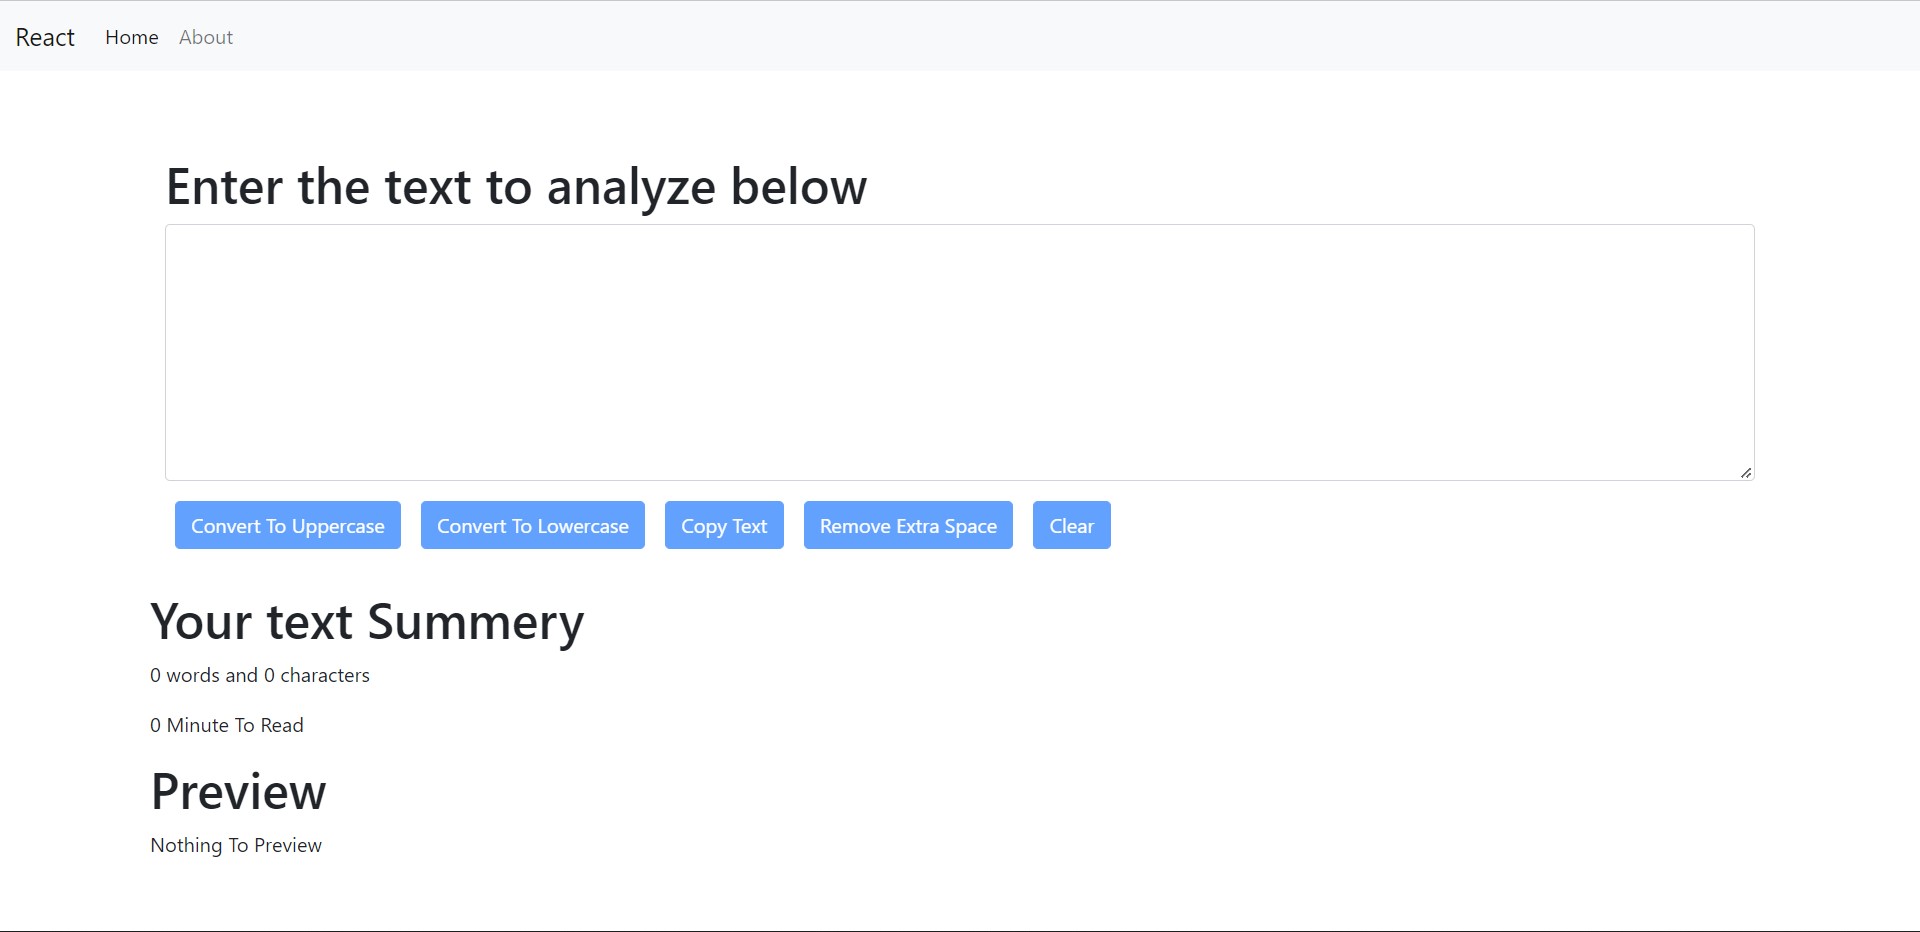 React Home About
Enter the text to analyze below
Convert To Uppercase Convert To Lowercase Copy Text Remove Extra Space Clear
Your text Summery
0 words and 0 characters
0 Minute To Read
Preview
Nothing To Preview